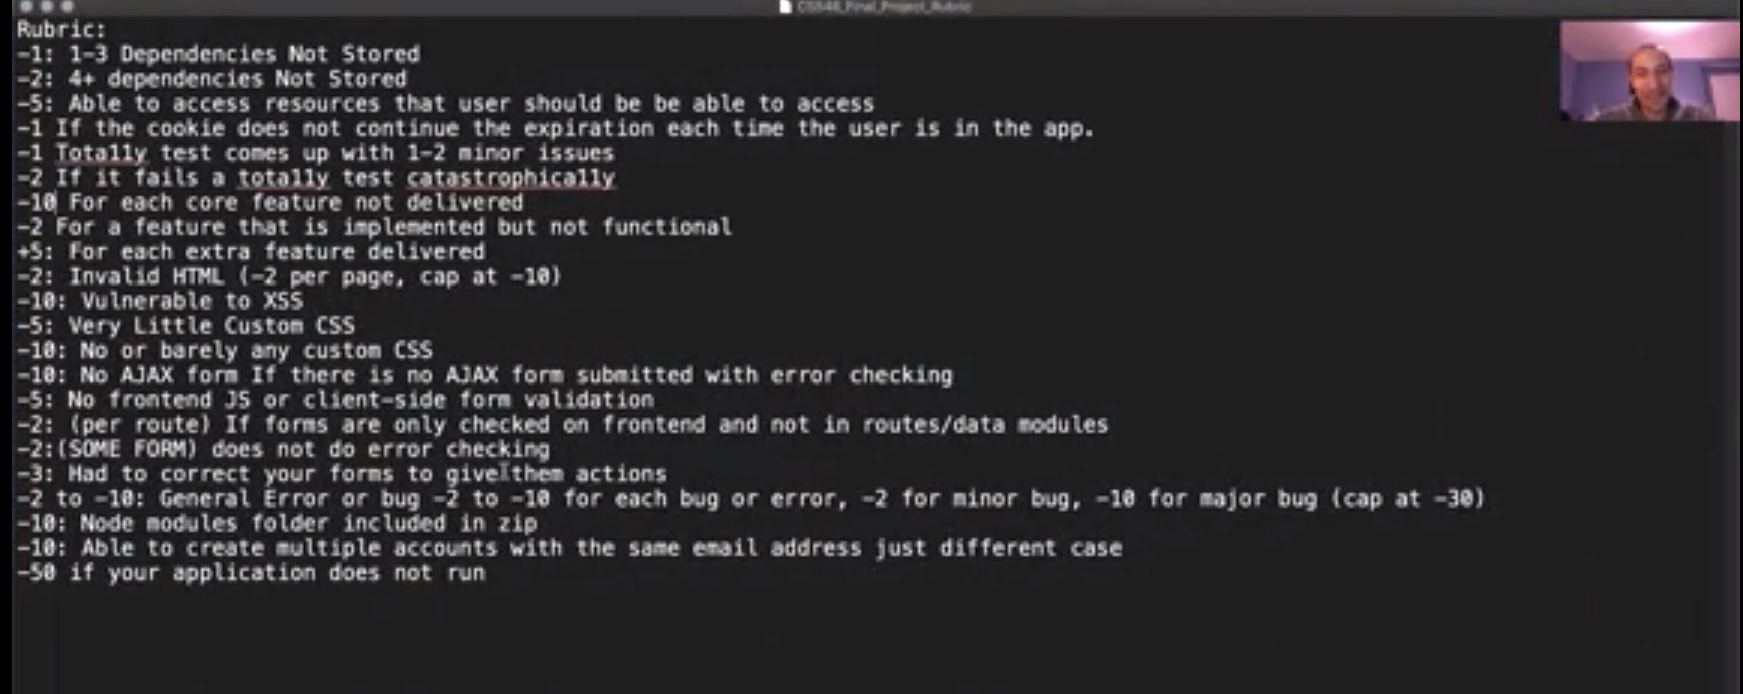 CS546_Final_Project_Rubric
Rubric:
-1: 1-3 Dependencies Not Stored
-2: 4+ dependencies Not Stored
-5: Able to access resources that user should be be able to access
-1 If the cookie does not continue the expiration each time the user is in the app.
-1 Totally test comes up with 1-2 minor issues
-2 If it fails a totally test catastrophically
-10 For each core feature not delivered
-2 For a feature that is implemented but not functional
+5: For each extra feature delivered
-2: Invalid HTML (-2 per page, cap at -10)
-10: Vulnerable to XSS
-5: Very Little Custom CSS
-10: No or barely any custom CSS
-10: No AJAX form If there is no AJAX form submitted with error checking
-5: No frontend JS or client-side form validation
-2: (per route) If forms are only checked on frontend and not in routes/data modules
-2:(SOME FORM) does not do error checking
-3: Had to correct your forms to give them actions
-2 to -10: General Error or bug -2 to -10 for each bug or error, -2 for minor bug, -10 for major bug (cap at -30)
-10: Node modules folder included in zip
-10: Able to create multiple accounts with the same email address just different case
-50 if your application does not run